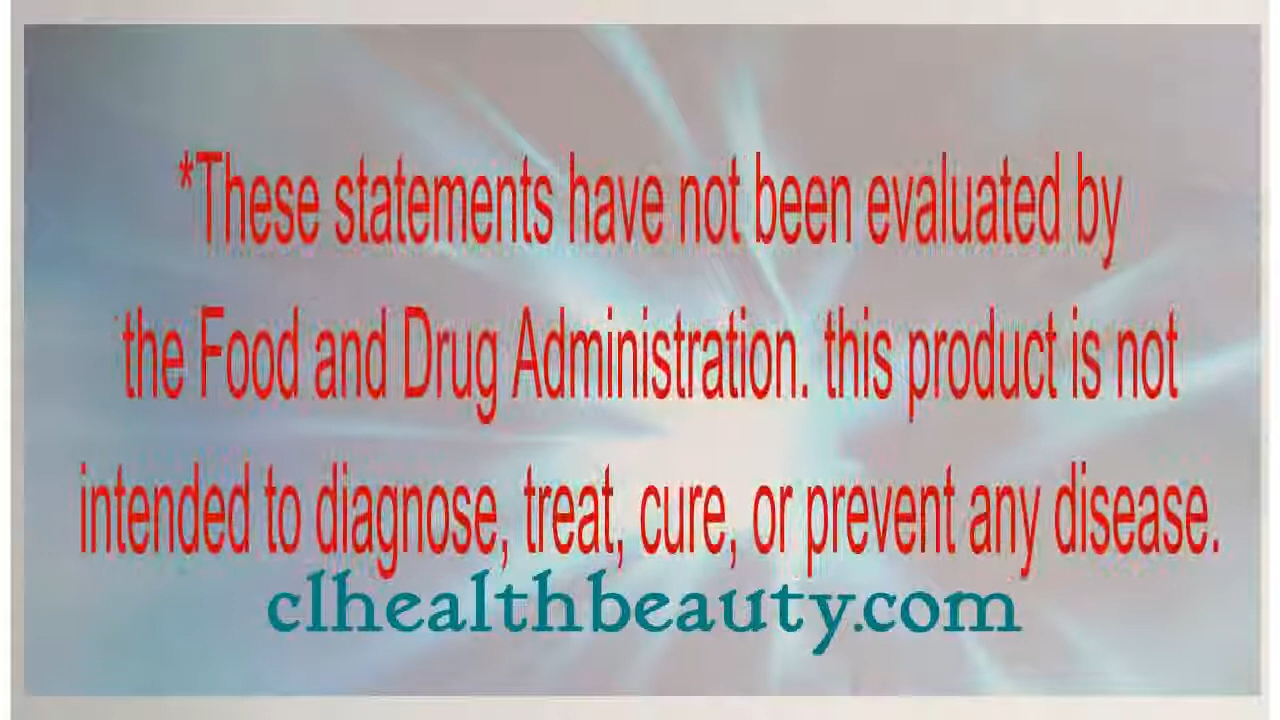 *These statements have not been evaluated by
the Food and Drug Administration. this product is not
intended to diagnose, treat, cure, or prevent any disease.
clhealthbeauty.com